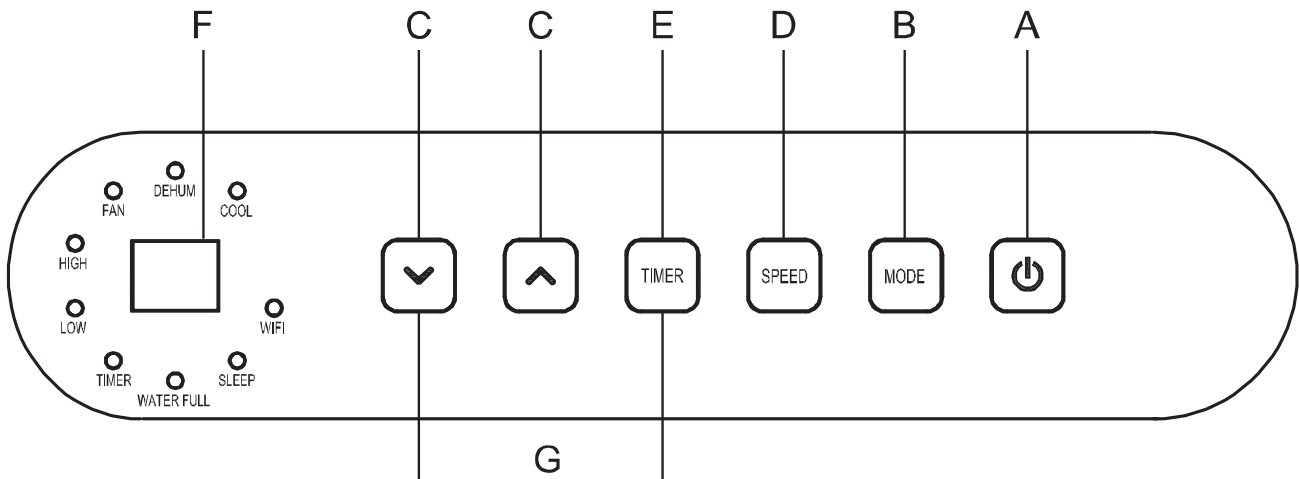 F C C E D B A
DEHUM
FAN COOL
HIGH
TIMER SPEED MODE
LOW WIFI
TIMER SLEEP
WATER FULL
G